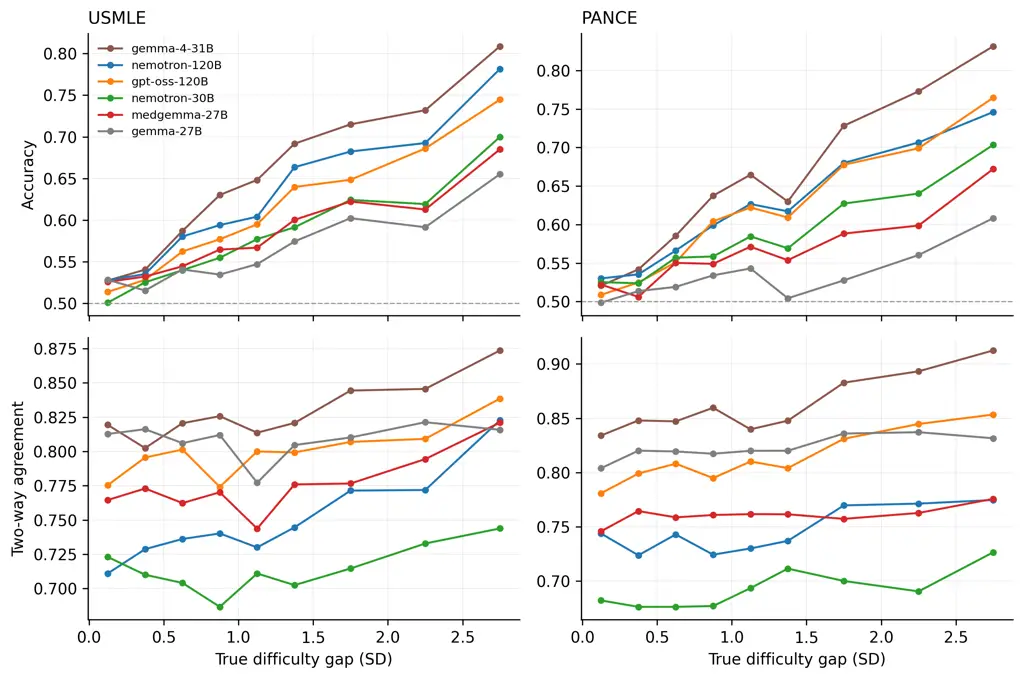 USMLE
PANCE
gemma-4-31B
nemotron-120B
gpt-oss-120B
nemotron-30B
medgemma-27B
gemma-27B
Accuracy
0.80
0.75
0.70
0.65
0.60
0.55
0.50
0.80
0.75
0.70
0.65
0.60
0.55
0.50
Two-way agreement
0.875
0.850
0.825
0.800
0.775
0.750
0.725
0.700
0.90
0.85
0.80
0.75
0.70
0.0 0.5 1.0 1.5 2.0 2.5
0.0 0.5 1.0 1.5 2.0 2.5
True difficulty gap (SD)
True difficulty gap (SD)